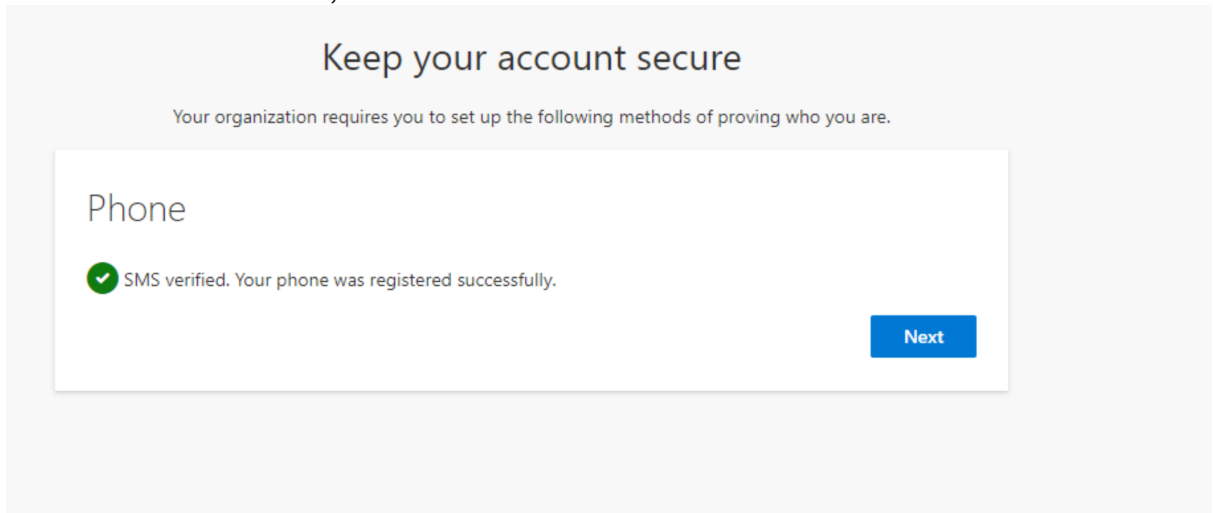 Keep your account secure
Your organization requires you to set up the following methods of proving who you are.
Phone
SMS verified. Your phone was registered successfully.
Next